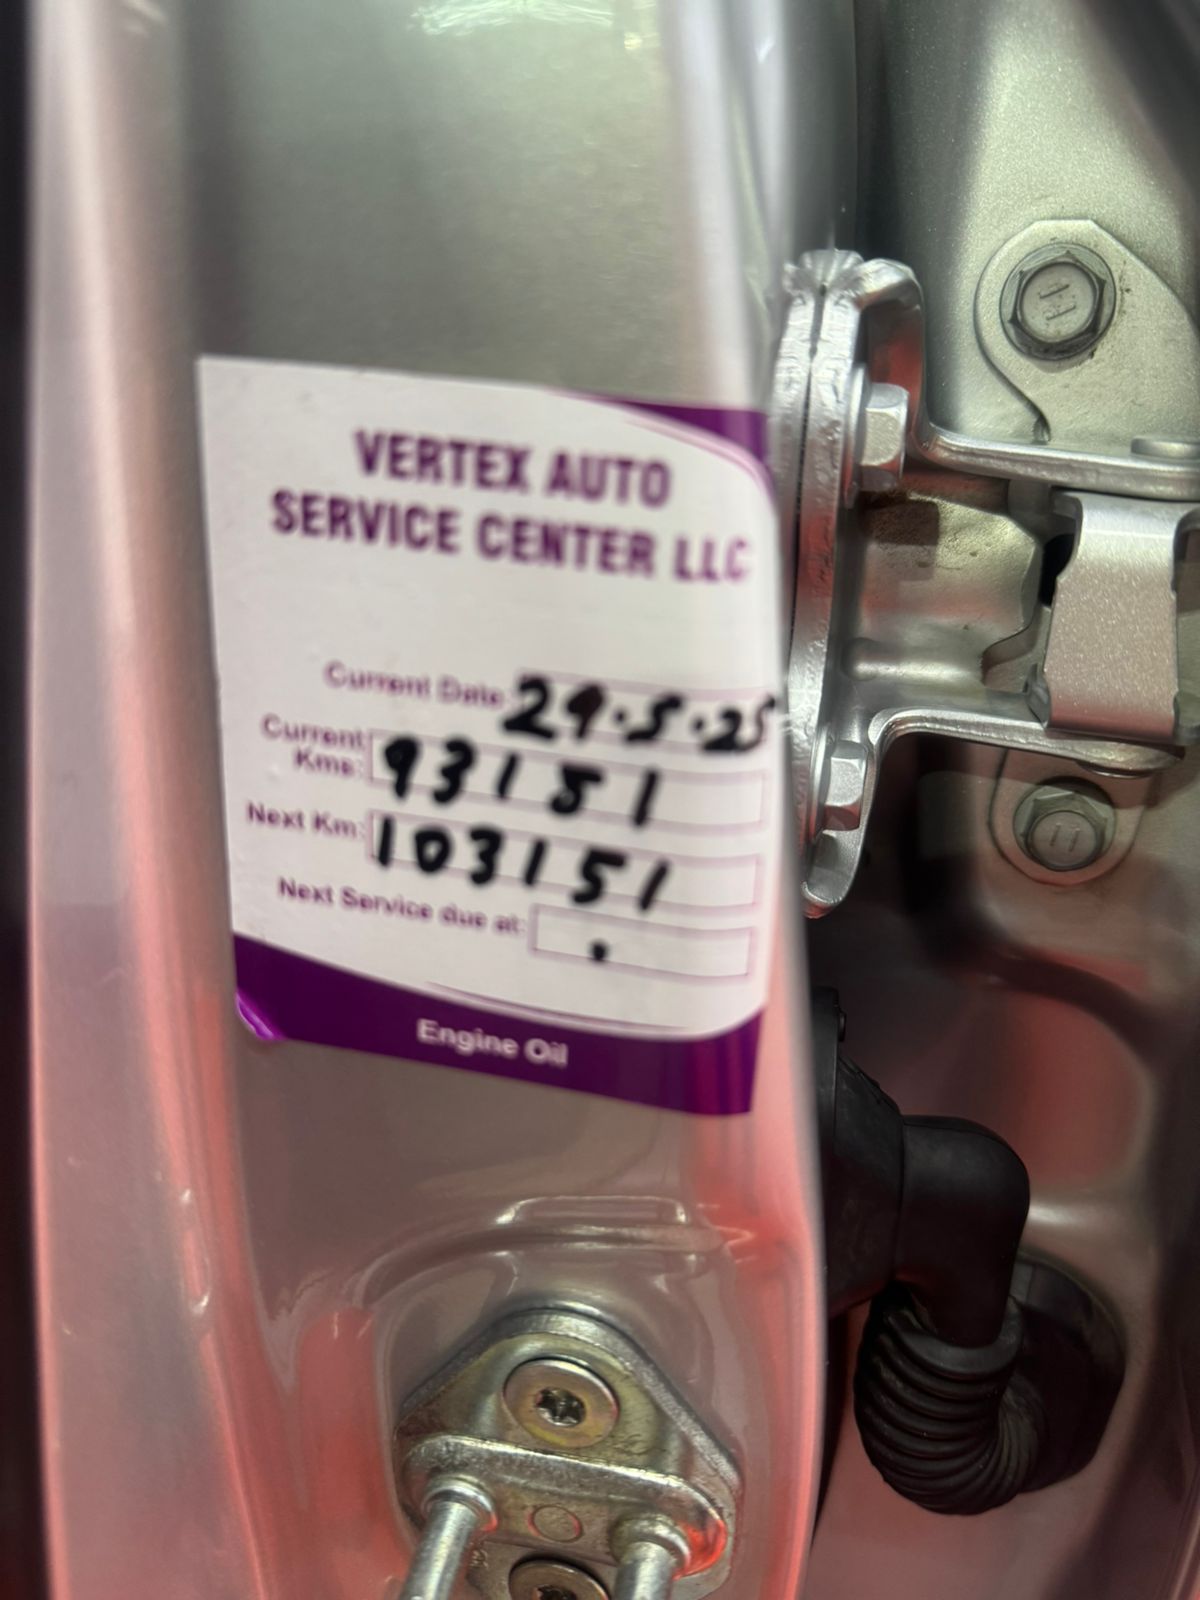 VERTEX AUTO
SERVICE CENTER LLC
Current Date 29.5.25
Current Kms: 93151
Next Km: 103151
Next Service due at: .
Engine Oil